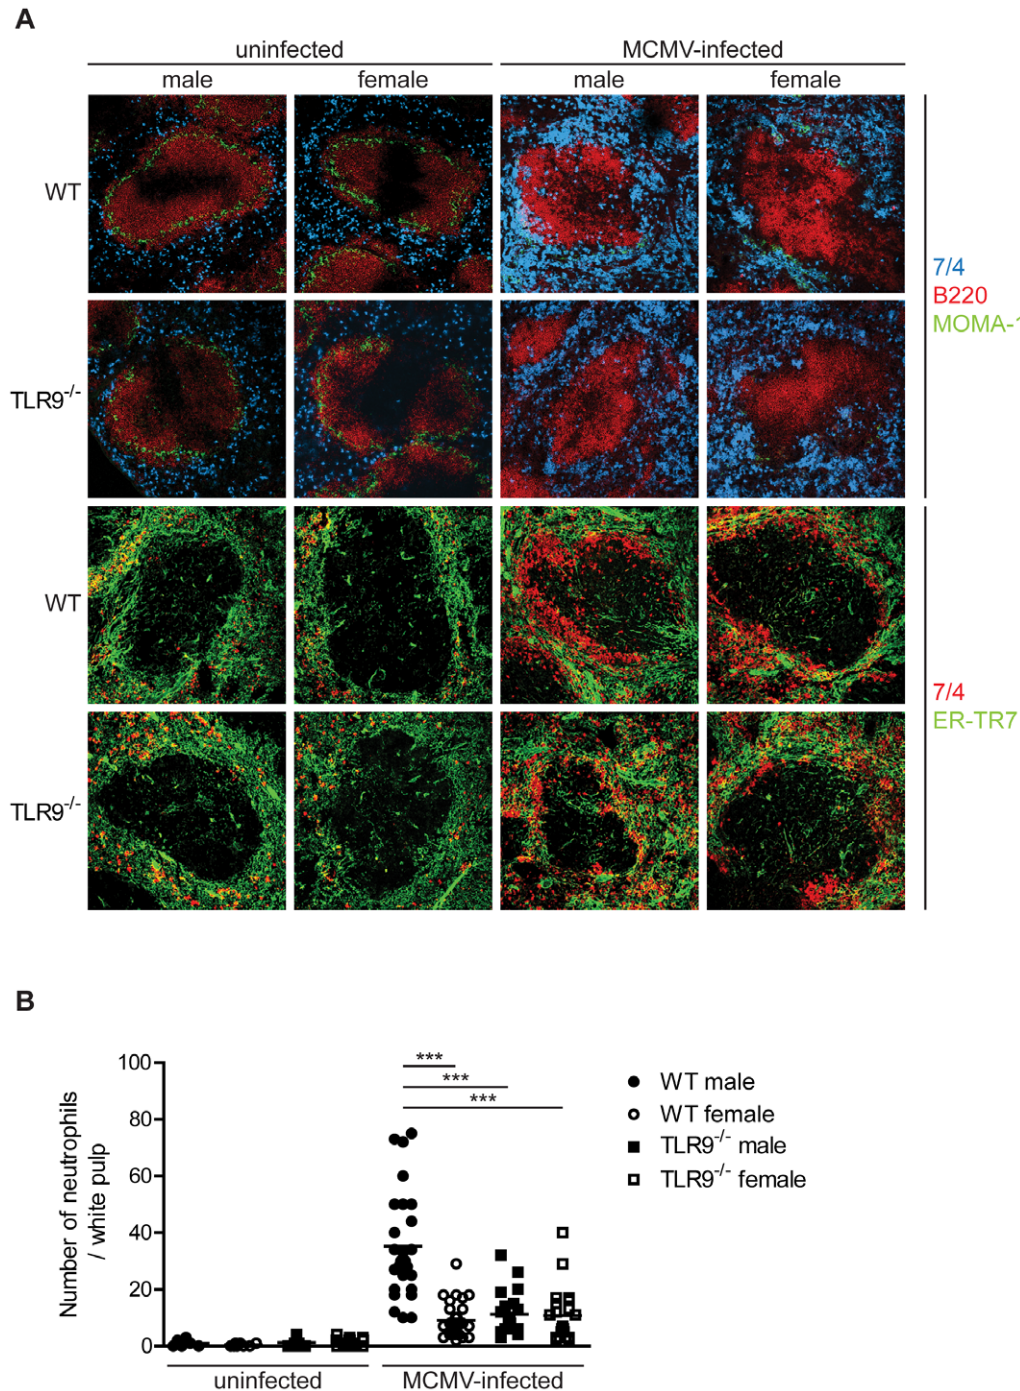 A
uninfected MCMV-infected
male female male female
WT
TLR9-/-
7/4
B220
MOMA-1
WT
TLR9-/-
7/4
ER-TR7
B
Number of neutrophils
/ white pulp
100
80
60
40
20
0
***
***
***
WT male
WT female
TLR9-/- male
TLR9-/- female
uninfected MCMV-infected